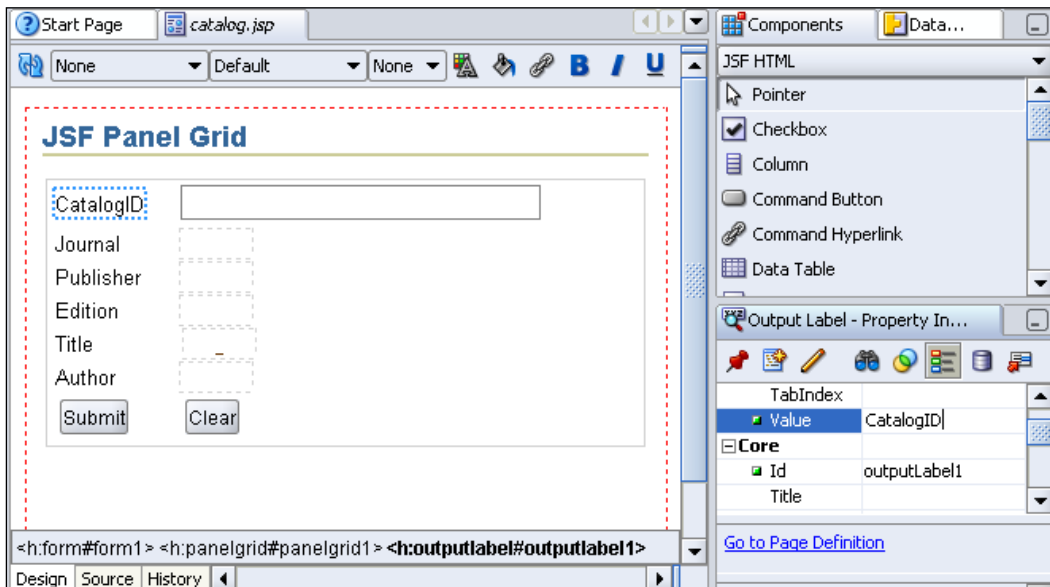 Start Page
catalog.jsp
None
Default
None
B I U
JSF Panel Grid
CatalogID
Journal
Publisher
Edition
Title
Author
Submit
Clear
<h:form#form1> <h:panelgrid#panelgrid1> <h:outputlabel#outputlabel1>
Design Source History
Components
Data...
JSF HTML
Pointer
Checkbox
Column
Command Button
Command Hyperlink
Data Table
Output Label - Property In...
TabIndex
Value CatalogID
Core
Id outputLabel1
Title
Go to Page Definition